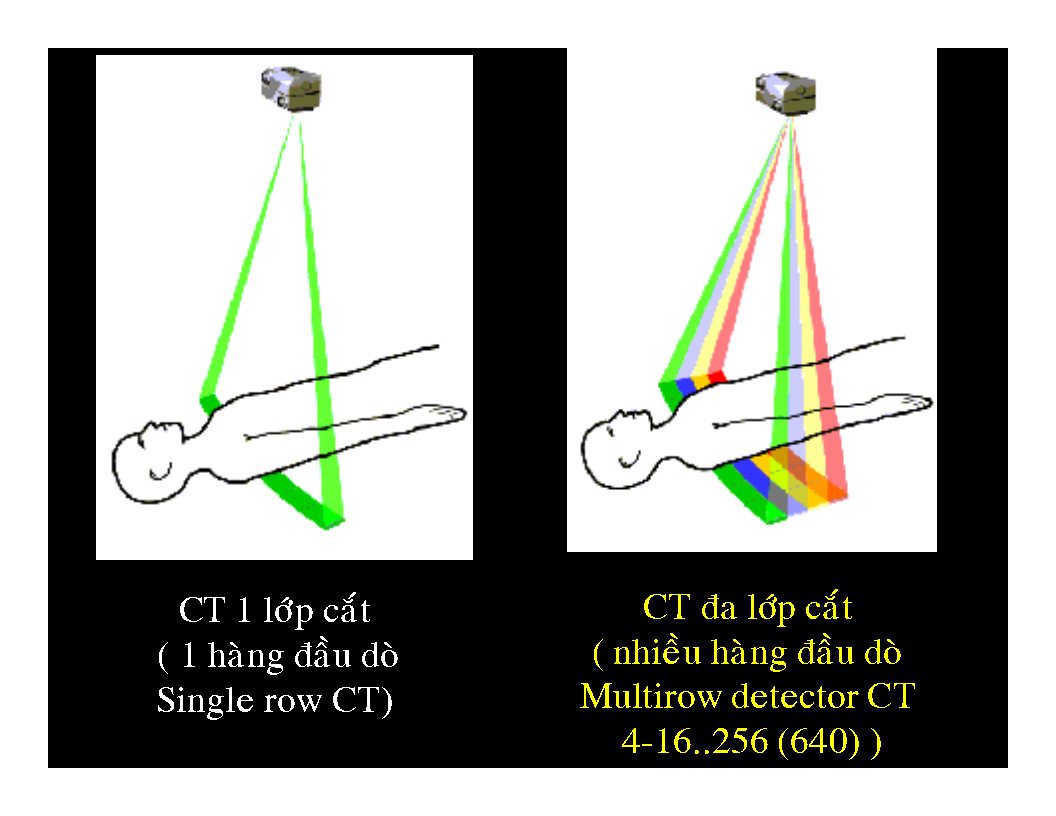 CT 1 lớp cắt
( 1 hàng đầu dò
Single row CT)
CT đa lớp cắt
( nhiều hàng đầu dò
Multirow detector CT
4-16..256 (640) )